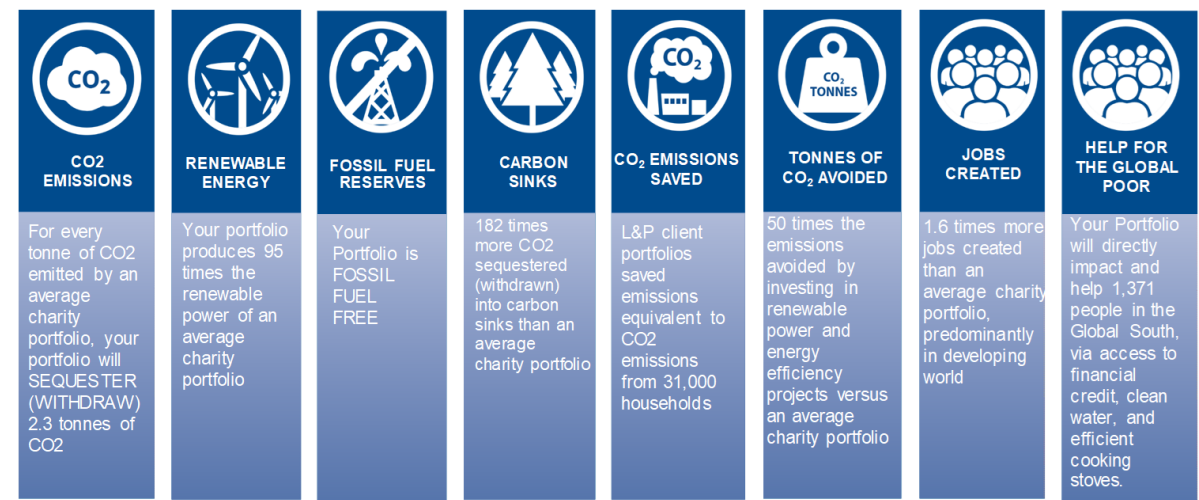 CO₂
CO2
EMISSIONS
For every
tonne of CO2
emitted by an
average
charity
portfolio, your
portfolio will
SEQUESTER
(WITHDRAW)
2.3 tonnes of
CO2
RENEWABLE
ENERGY
Your portfolio
produces 95
times the
renewable
power of an
average
charity
portfolio
FOSSIL FUEL
RESERVES
Your
Portfolio is
FOSSIL
FUEL
FREE
CARBON
SINKS
182 times
more CO2
sequestered
(withdrawn)
into carbon
sinks than an
average
charity portfolio
CO₂
CO₂ EMISSIONS
SAVED
L&P client
portfolios
saved
emissions
equivalent to
CO2
emissions
from 31,000
households
CO₂
TONNES
TONNES OF
CO₂ AVOIDED
50 times the
emissions
avoided by
investing in
renewable
power and
energy
efficiency
projects versus
an average
charity portfolio
JOBS
CREATED
1.6 times more
jobs created
than an
average charity
portfolio,
predominantly
in developing
world
HELP FOR
THE GLOBAL
POOR
Your Portfolio
will directly
impact and
help 1,371
people in the
Global South,
via access to
financial
credit, clean
water, and
efficient
cooking
stoves.